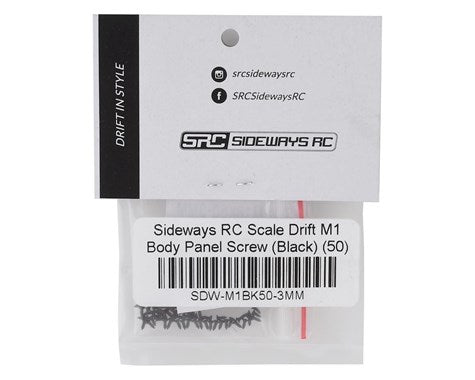 DRIFT IN STYLE
srcsidewaysrc
SRCSidewaysRC
SRC SIDEWAYS RC
Sideways RC Scale Drift M1
Body Panel Screw (Black) (50)
SDW-M1BK50-3MM